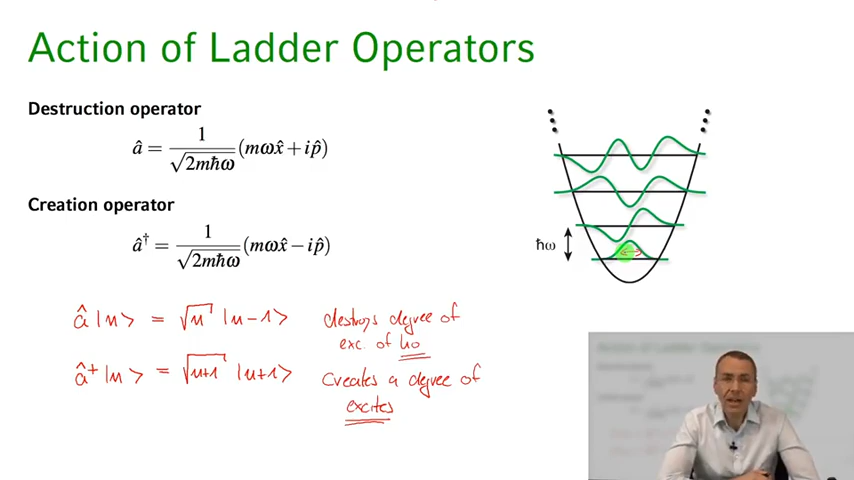 Action of Ladder Operators
Destruction operator
â = 1/√(2mħω) (mωx̂ + ip̂)
Creation operator
â† = 1/√(2mħω) (mωx̂ − ip̂)
ħω
â |n> = √n |n−1> destroys degree of
exc. of ho
â+ |n> = √n+1 |n+1> creates a degree of
excites